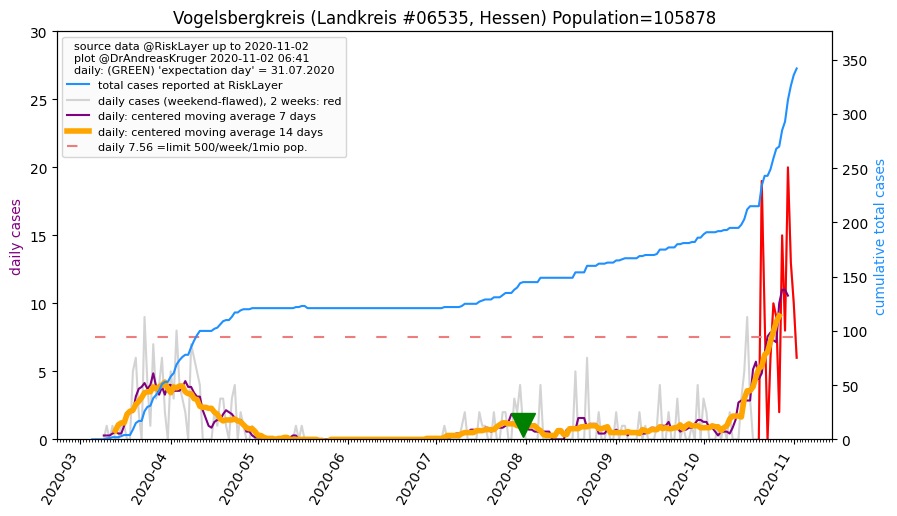 Vogelsbergkreis (Landkreis #06535, Hessen) Population=105878
source data @RiskLayer up to 2020-11-02
plot @DrAndreasKruger 2020-11-02 06:41
daily: (GREEN) 'expectation day' = 31.07.2020
total cases reported at RiskLayer
daily cases (weekend-flawed), 2 weeks: red
daily: centered moving average 7 days
daily: centered moving average 14 days
daily 7.56 =limit 500/week/1mio pop.
daily cases
30
25
20
15
10
5
0
cumulative total cases
350
300
250
200
150
100
50
0
2020-03
2020-04
2020-05
2020-06
2020-07
2020-08
2020-09
2020-10
2020-11